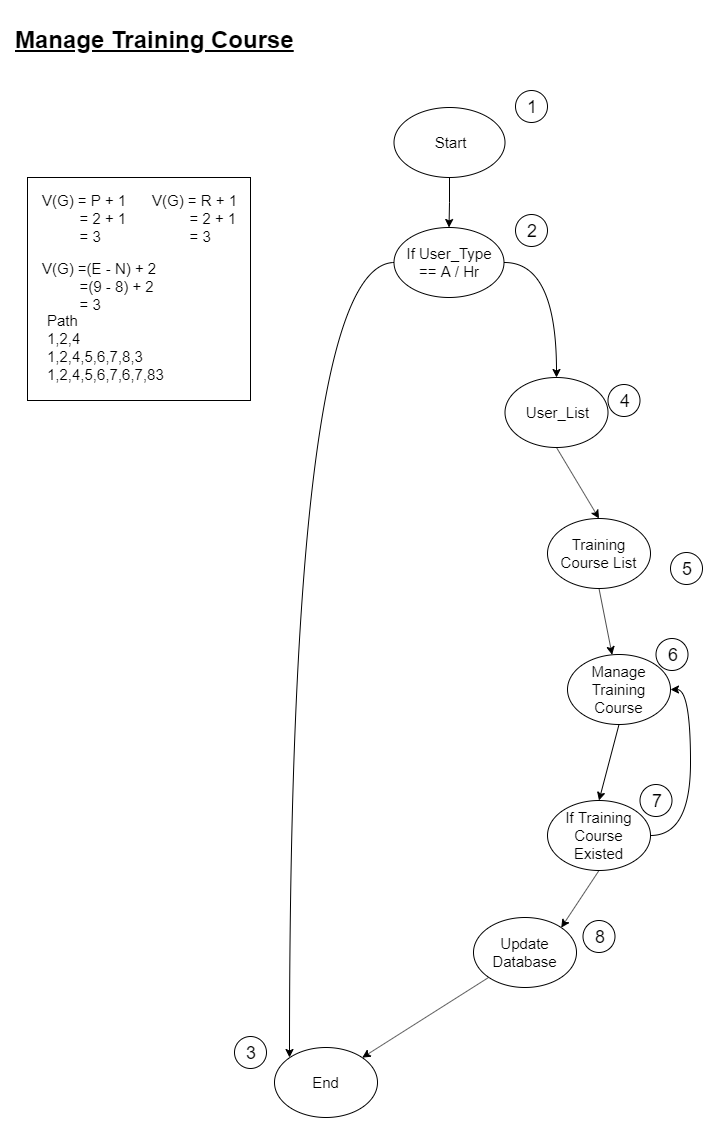 Manage Training Course
1
Start
V(G) = P + 1 V(G) = R + 1
= 2 + 1 = 2 + 1
= 3 = 3
V(G) =(E - N) + 2
=(9 - 8) + 2
= 3
Path
1,2,4
1,2,4,5,6,7,8,3
1,2,4,5,6,7,6,7,83
2
If User_Type
== A / Hr
4
User_List
Training
Course List
5
6
Manage
Training
Course
7
If Training
Course
Existed
8
Update
Database
3
End